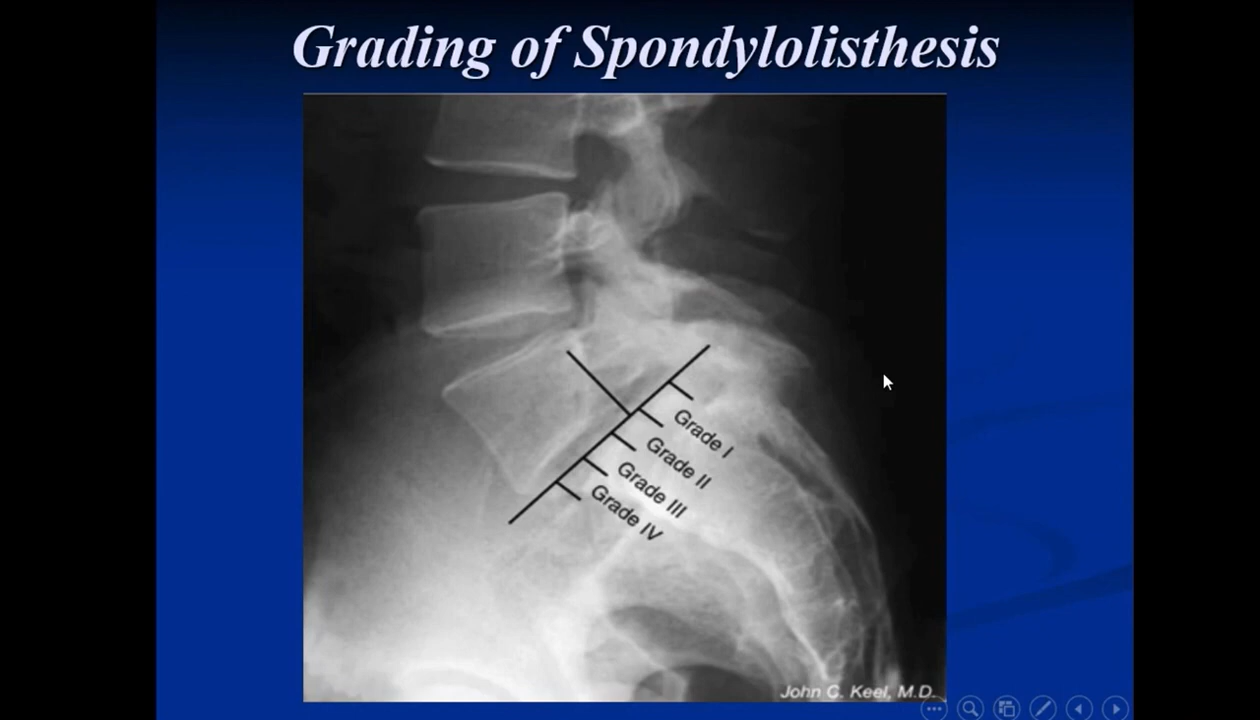 Grading of Spondylolisthesis
Grade I
Grade II
Grade III
Grade IV
John C. Keel, M.D.